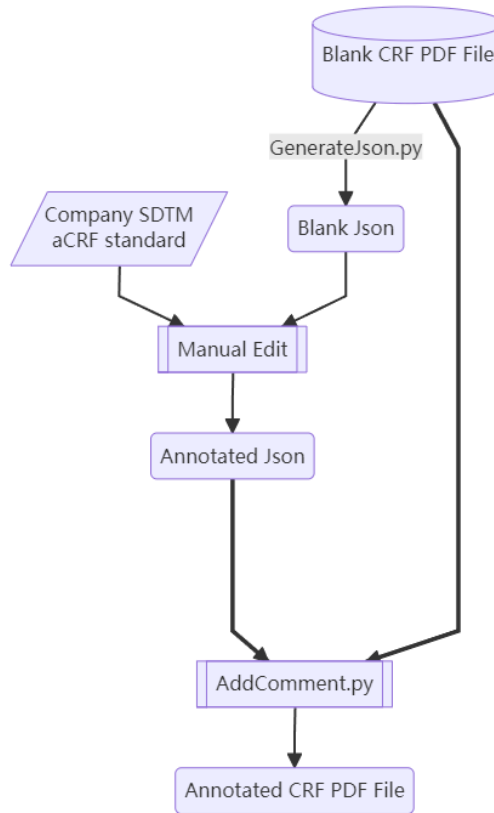 Blank CRF PDF File
GenerateJson.py
Company SDTM
aCRF standard
Blank Json
Manual Edit
Annotated Json
AddComment.py
Annotated CRF PDF File